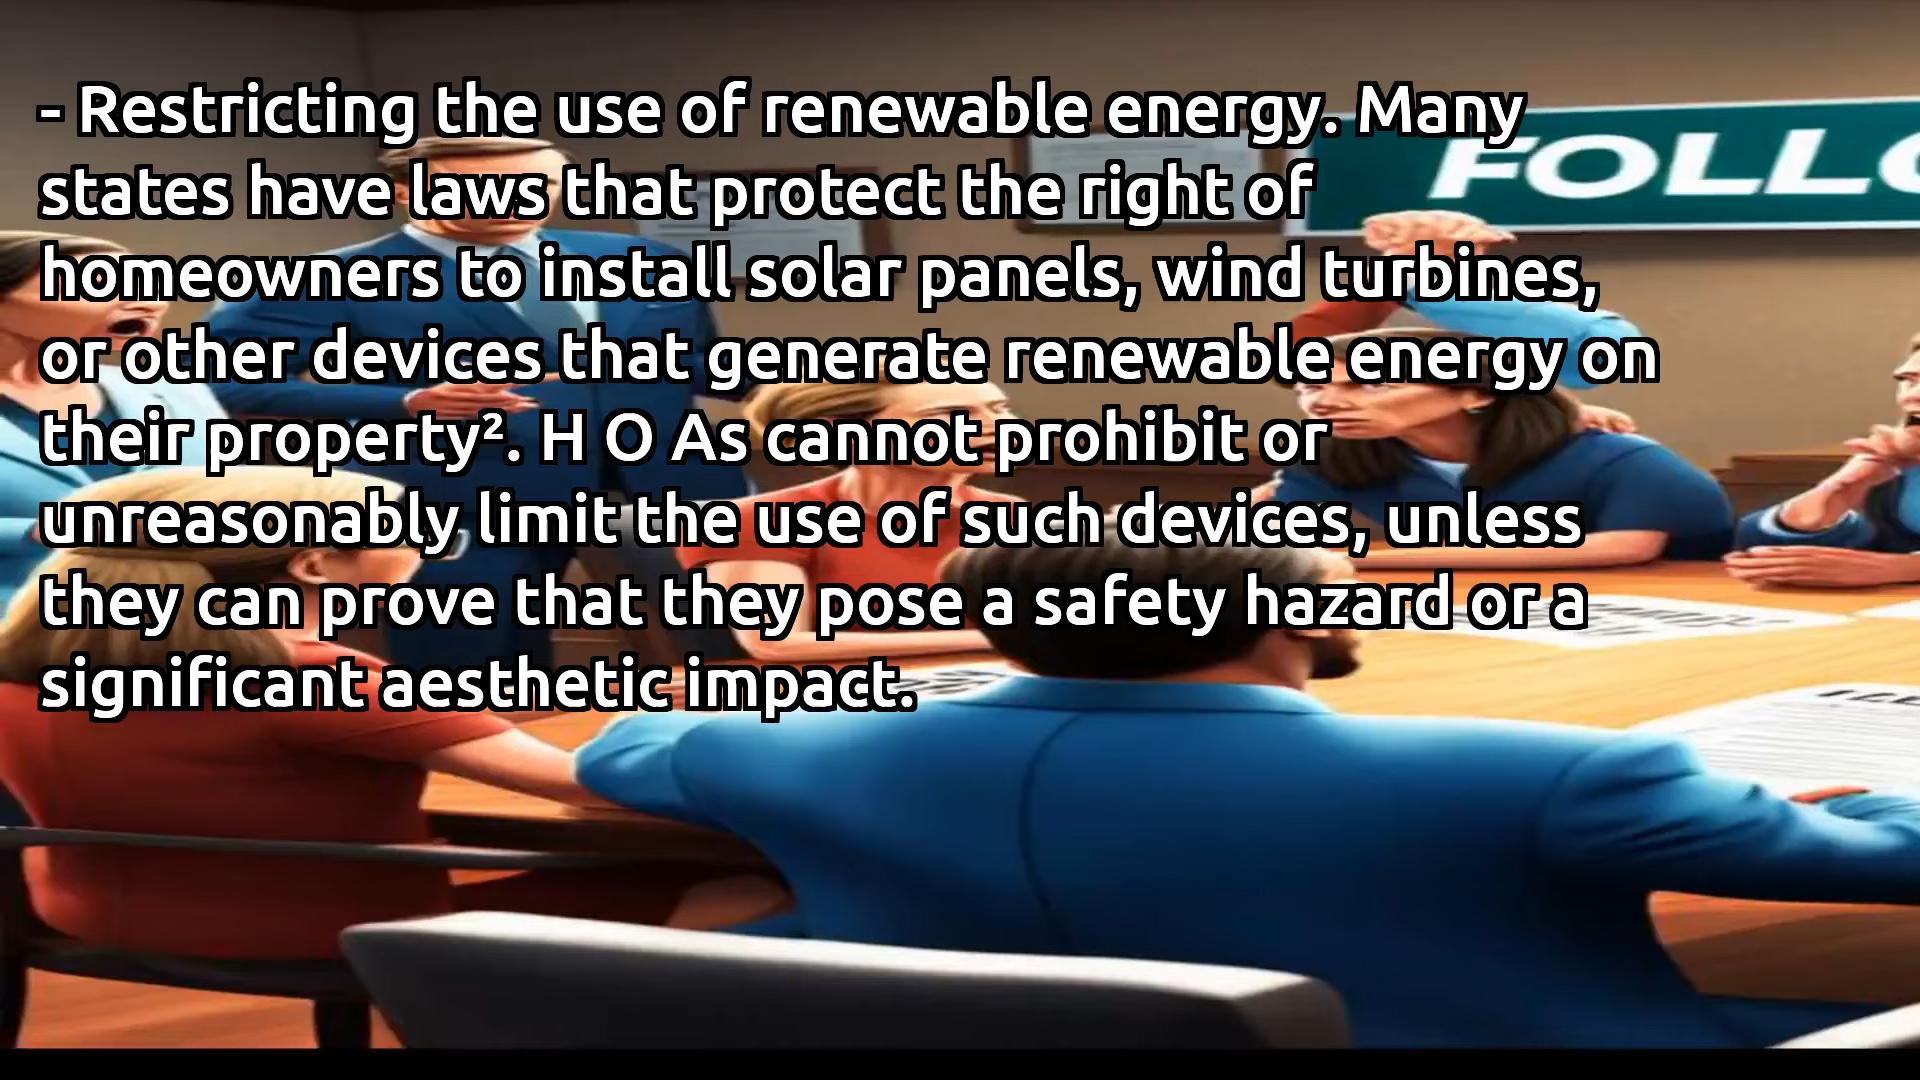 - Restricting the use of renewable energy. Many
states have laws that protect the right of
homeowners to install solar panels, wind turbines,
or other devices that generate renewable energy on
their property². H O As cannot prohibit or
unreasonably limit the use of such devices, unless
they can prove that they pose a safety hazard or a
significant aesthetic impact.
FOLLO